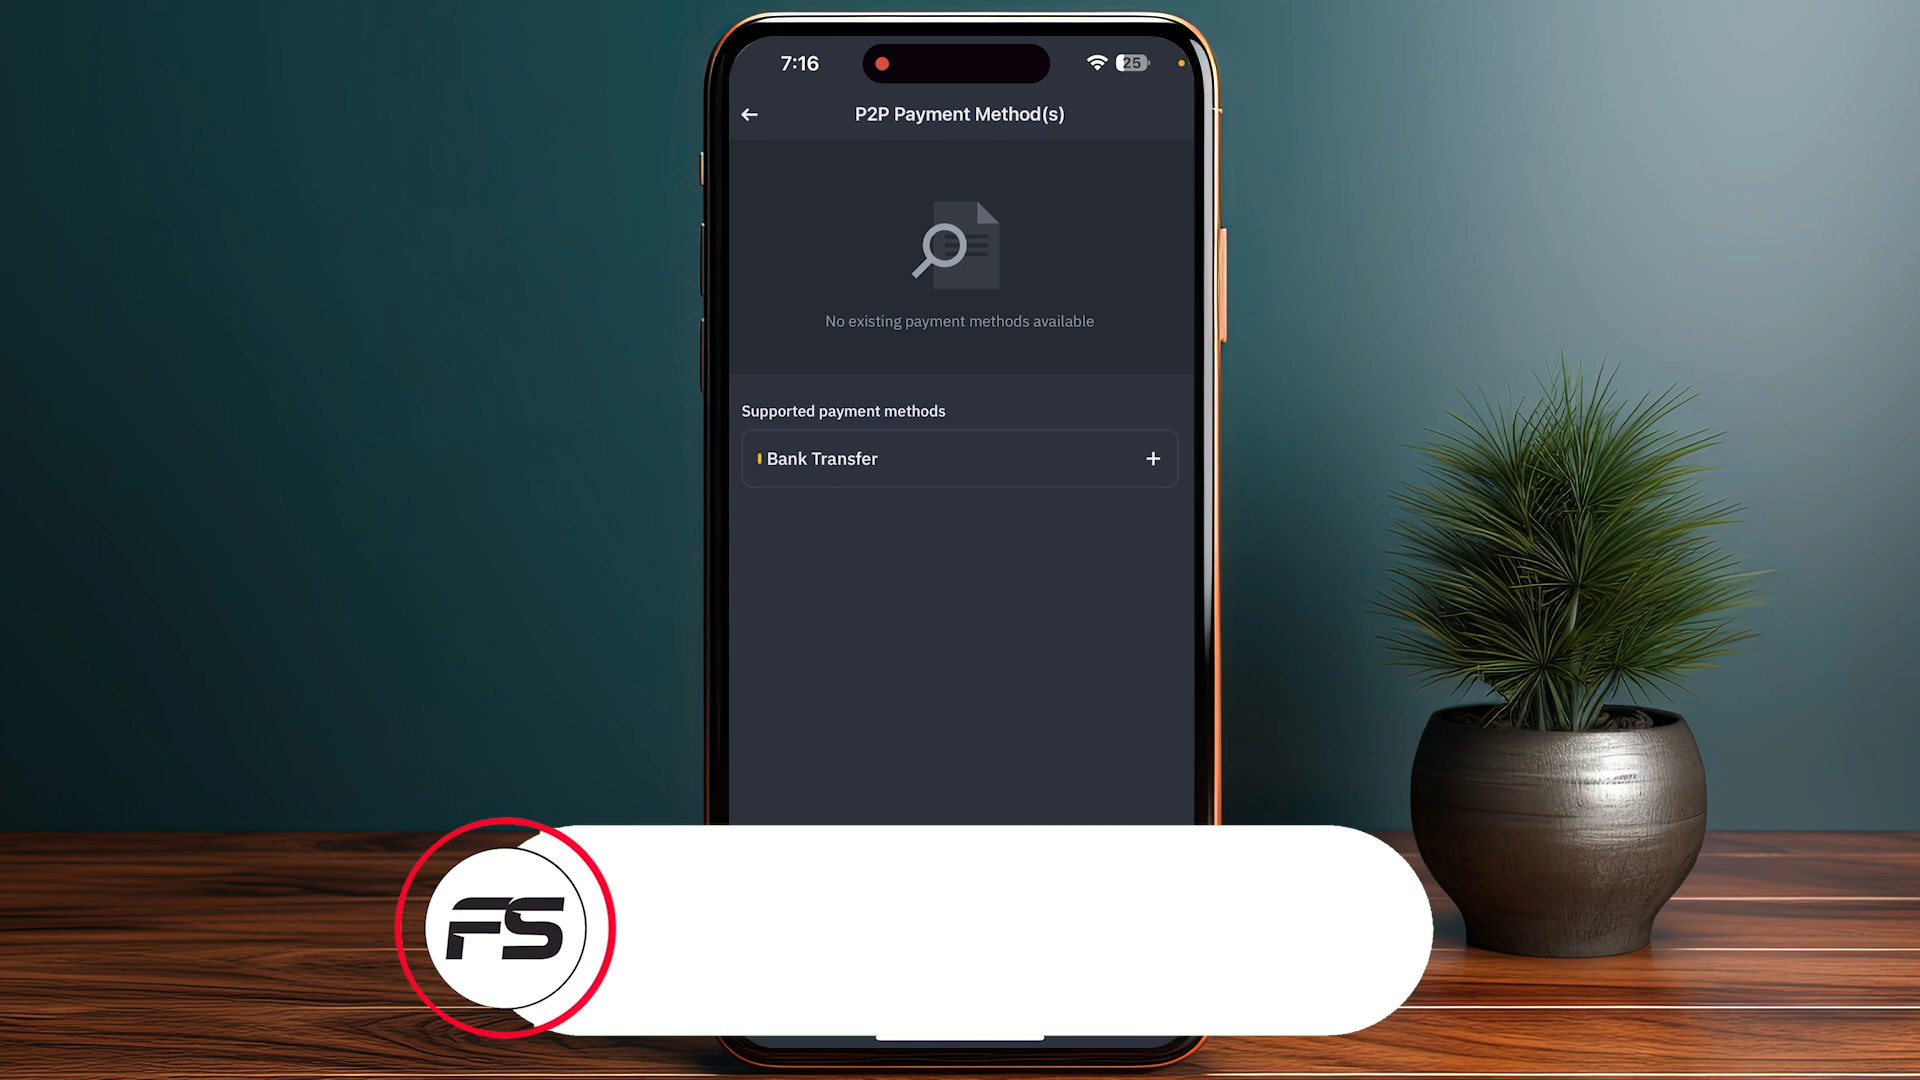 7:16
25
P2P Payment Method(s)
No existing payment methods available
Supported payment methods
Bank Transfer
FS